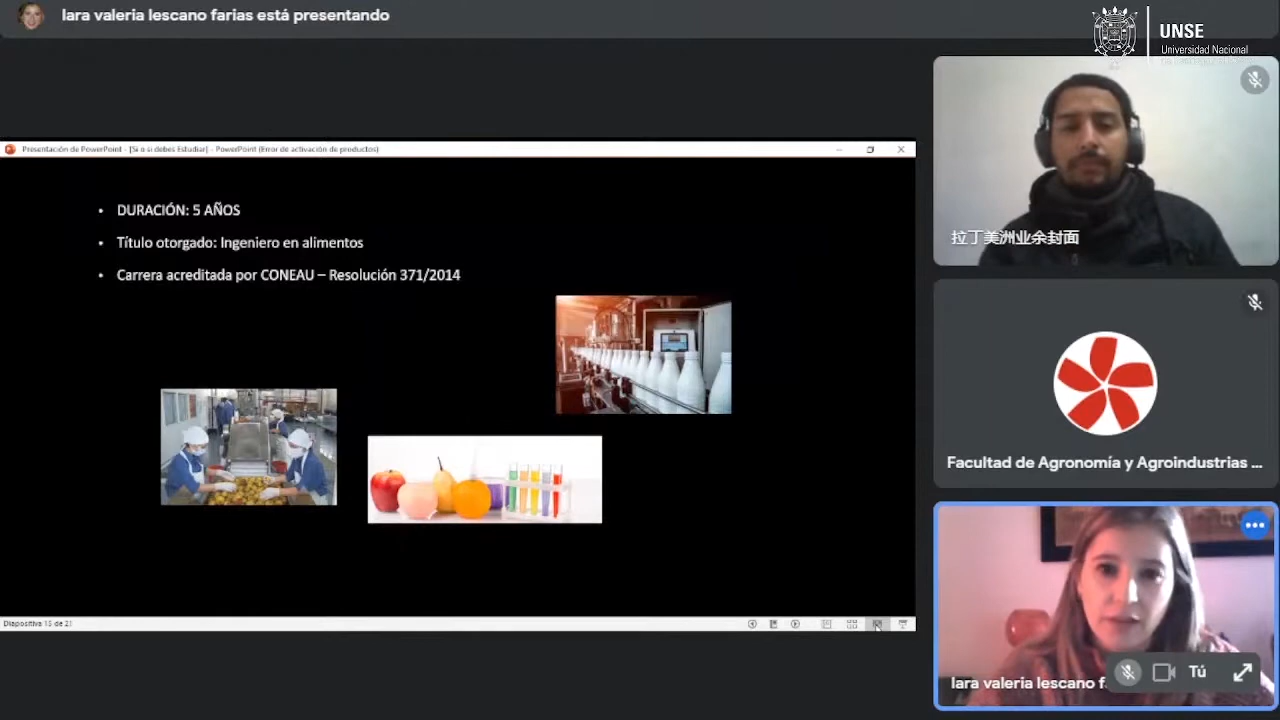 lara valeria lescano farias está presentando
UNSE
Universidad Nacional
Presentación de PowerPoint - [Si o si debes Estudiar] - PowerPoint (Error de activación de productos)
• DURACIÓN: 5 AÑOS
• Título otorgado: Ingeniero en alimentos
• Carrera acreditada por CONEAU – Resolución 371/2014
拉丁美洲业余封面
Facultad de Agronomía y Agroindustrias ...
lara valeria lescano f
Tú
Diapositiva 15 de 21